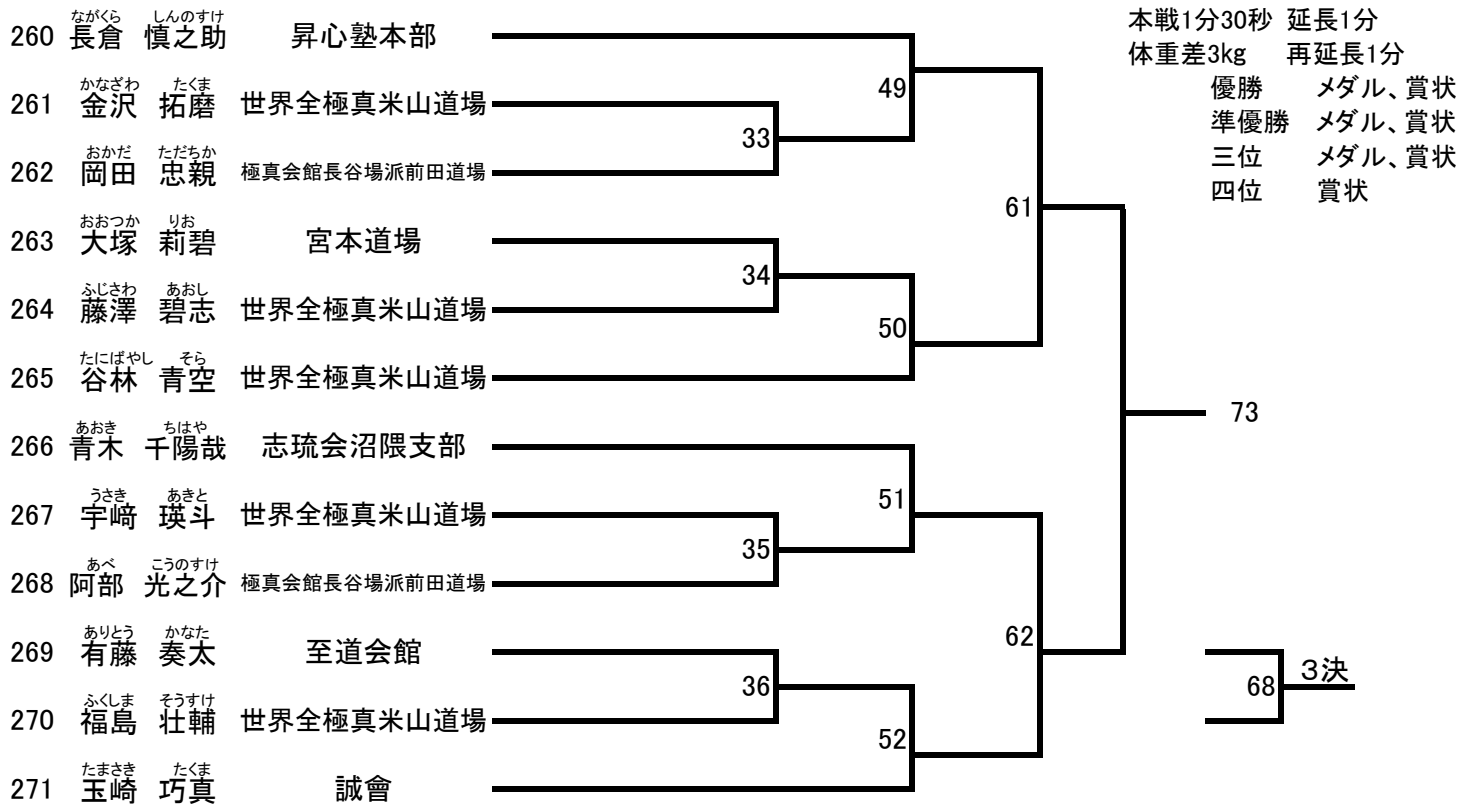 本戦1分30秒 延長1分
体重差3kg 再延長1分
優勝 メダル、賞状
準優勝 メダル、賞状
三位 メダル、賞状
四位 賞状
ながくら しんのすけ
260 長倉 慎之助 昇心塾本部
かなざわ たくま
261 金沢 拓磨 世界全極真米山道場
おかだ ただちか
262 岡田 忠親 極真会館長谷場派前田道場
おおつか りお
263 大塚 莉碧 宮本道場
ふじさわ あおし
264 藤澤 碧志 世界全極真米山道場
たにばやし そら
265 谷林 青空 世界全極真米山道場
あおき ちはや
266 青木 千陽哉 志琉会沼隈支部
うさき あきと
267 宇﨑 瑛斗 世界全極真米山道場
あべ こうのすけ
268 阿部 光之介 極真会館長谷場派前田道場
ありとう かなた
269 有藤 奏太 至道会館
ふくしま そうすけ
270 福島 壮輔 世界全極真米山道場
たまさき たくま
271 玉崎 巧真 誠會
33
34
35
36
49
50
51
52
61
62
73
68 3決